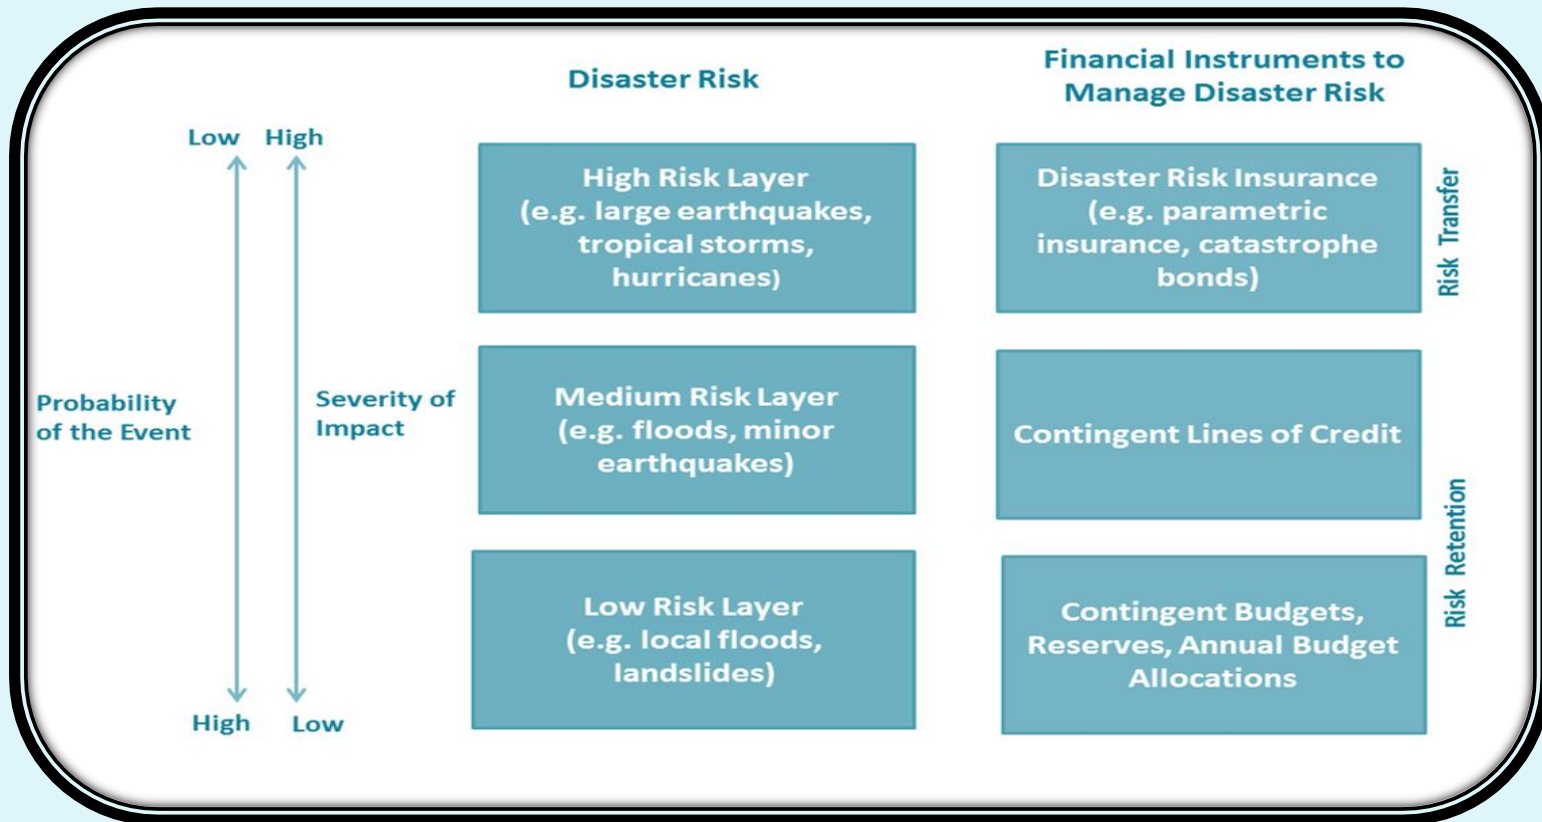 Disaster Risk
Financial Instruments to
Manage Disaster Risk
Low High
High Risk Layer
(e.g. large earthquakes,
tropical storms,
hurricanes)
Disaster Risk Insurance
(e.g. parametric
insurance, catastrophe
bonds)
Risk Transfer
Probability
of the Event
Severity of
Impact
Medium Risk Layer
(e.g. floods, minor
earthquakes)
Contingent Lines of Credit
Risk Retention
Low Risk Layer
(e.g. local floods,
landslides)
Contingent Budgets,
Reserves, Annual Budget
Allocations
High Low